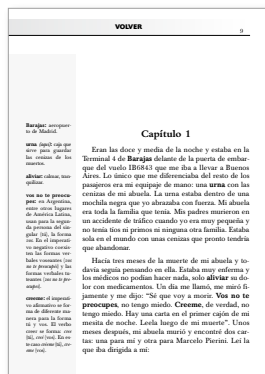 VOLVER
9
Barajas: aeropuer-
to de Madrid.
urna (aquí): caja que
sirve para guardar
las cenizas de los
muertos.
aliviar: calmar, tran-
quilizar.
vos no te preocu-
pes: en Argentina,
entre otros lugares
de América Latina,
usan para la segun-
da persona del sin-
gular [tú], la forma
vos. En el imperati-
vo negativo coexis-
ten las formas ver-
bales voseantes [vos
no te preocupés] y las
formas verbales tu-
teantes [vos no te pre-
ocupes].
creeme: el imperati-
vo afirmativo se for-
ma de diferente ma-
nera para la forma
tú y vos. El verbo
creer se forma: cree
[tú], creé [vos]. En es-
te caso créeme [tú], cre-
eme [vos].
Capítulo 1
Eran las doce y media de la noche y estaba en la
Terminal 4 de Barajas delante de la puerta de embar-
que del vuelo IB6843 que me iba a llevar a Buenos
Aires. Lo único que me diferenciaba del resto de los
pasajeros era mi equipaje de mano: una urna con las
cenizas de mi abuela. La urna estaba dentro de una
mochila negra que yo abrazaba con fuerza. Mi abuela
era toda la familia que tenía. Mis padres murieron en
un accidente de tráfico cuando yo era muy pequeña y
no tenía tíos ni primos ni ninguna otra familia. Estaba
sola en el mundo con unas cenizas que pronto tendría
que abandonar.
Hacía tres meses de la muerte de mi abuela y to-
davía seguía pensando en ella. Estaba muy enferma y
los médicos no podían hacer nada, solo aliviar su do-
lor con medicamentos. Un día me llamó, me miró fi-
jamente y me dijo: “Sé que voy a morir. Vos no te
preocupes, no tengo miedo. Creeme, de verdad, no
tengo miedo. Hay una carta en el primer cajón de mi
mesita de noche. Leela luego de mi muerte”. Unos
meses después, mi abuela murió y encontré dos car-
tas: una para mí y otra para Marcelo Pierini. Leí la
que iba dirigida a mí: